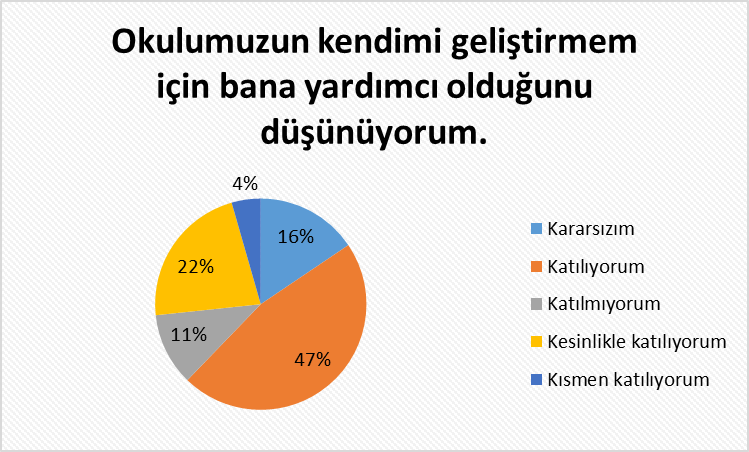 Okulumuzun kendimi geliştirmem
için bana yardımcı olduğunu
düşünüyorum.
4%
16%
22%
11%
47%
Kararsızım
Katılıyorum
Katılmıyorum
Kesinlikle katılıyorum
Kısmen katılıyorum